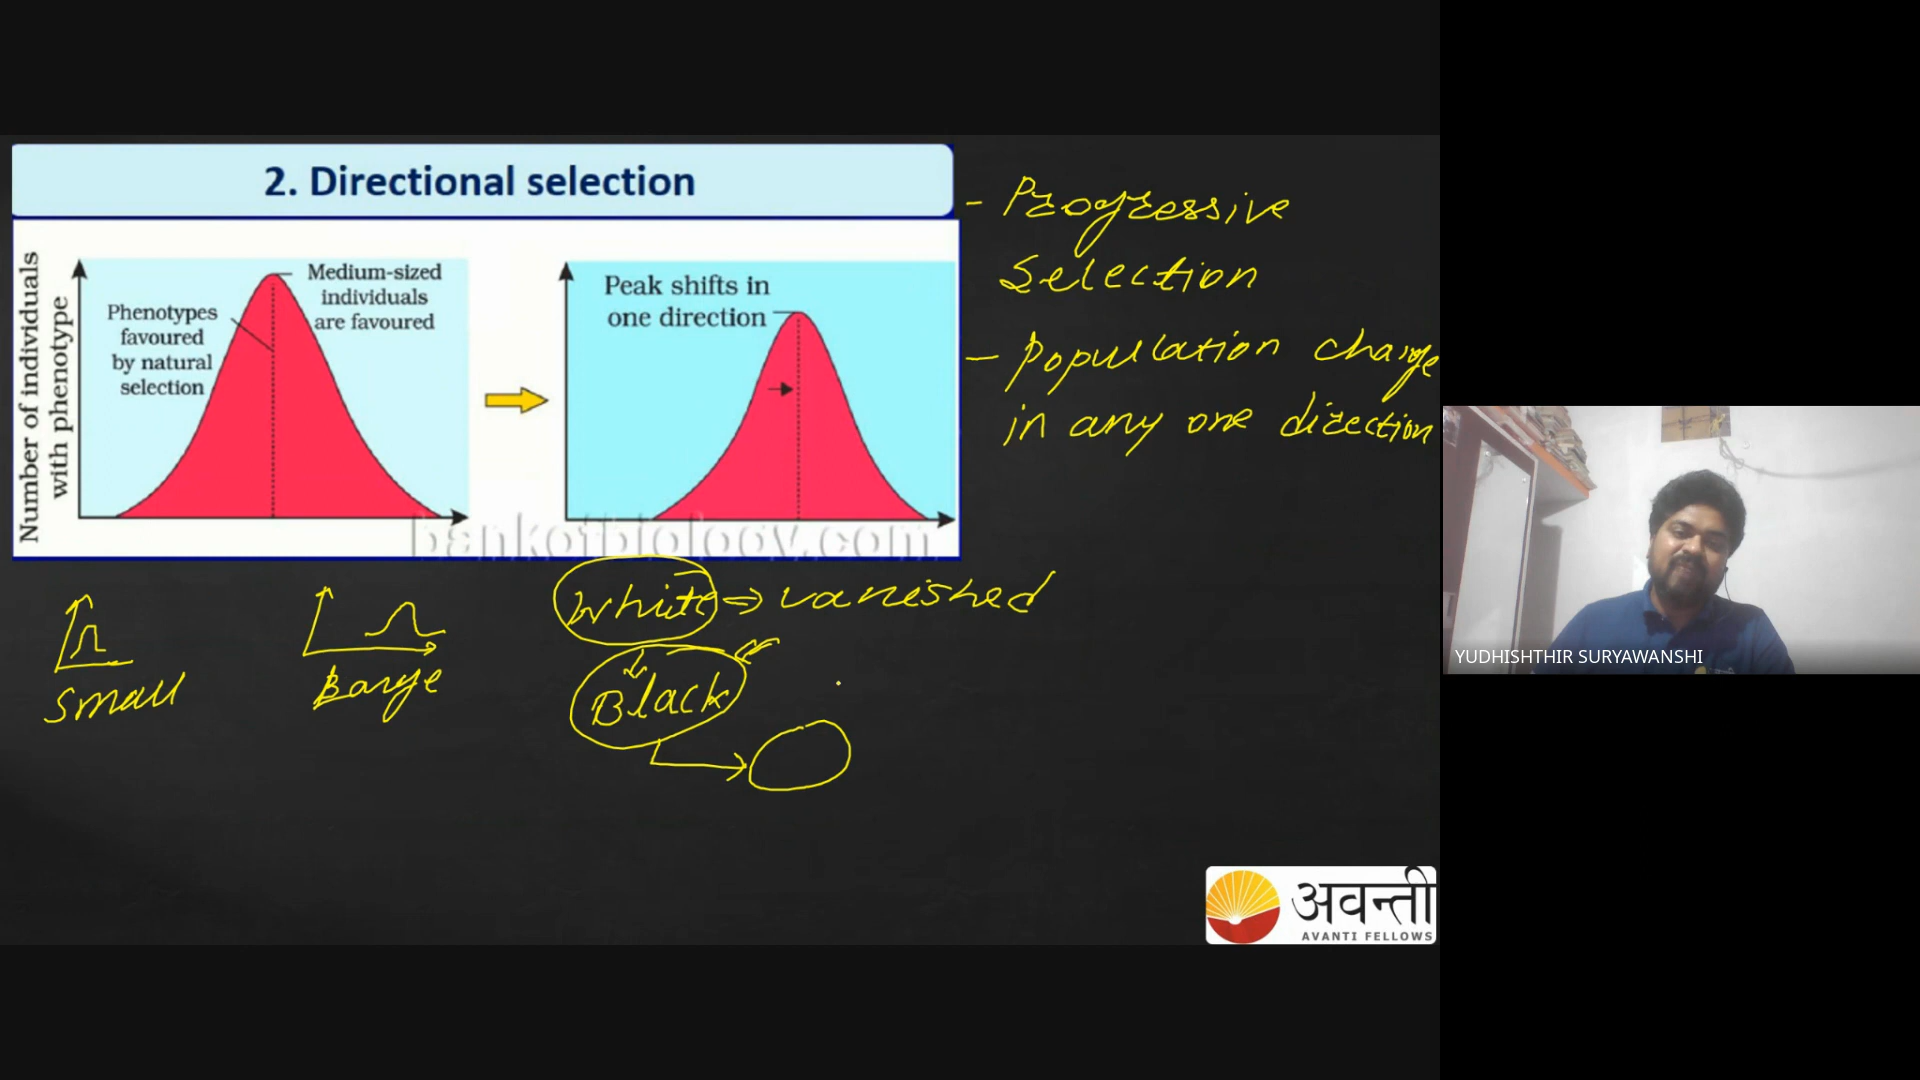 2. Directional selection
Number of individuals
with phenotype
Phenotypes
favoured
by natural
selection
Medium-sized
individuals
are favoured
Peak shifts in
one direction
bankofbiology.com
- Progressive
Selection
- Population change
in any one direction
Small
Large
White ⇒ vanished
Black
YUDHISHTHIR SURYAWANSHI
अवन्ती
AVANTI FELLOWS